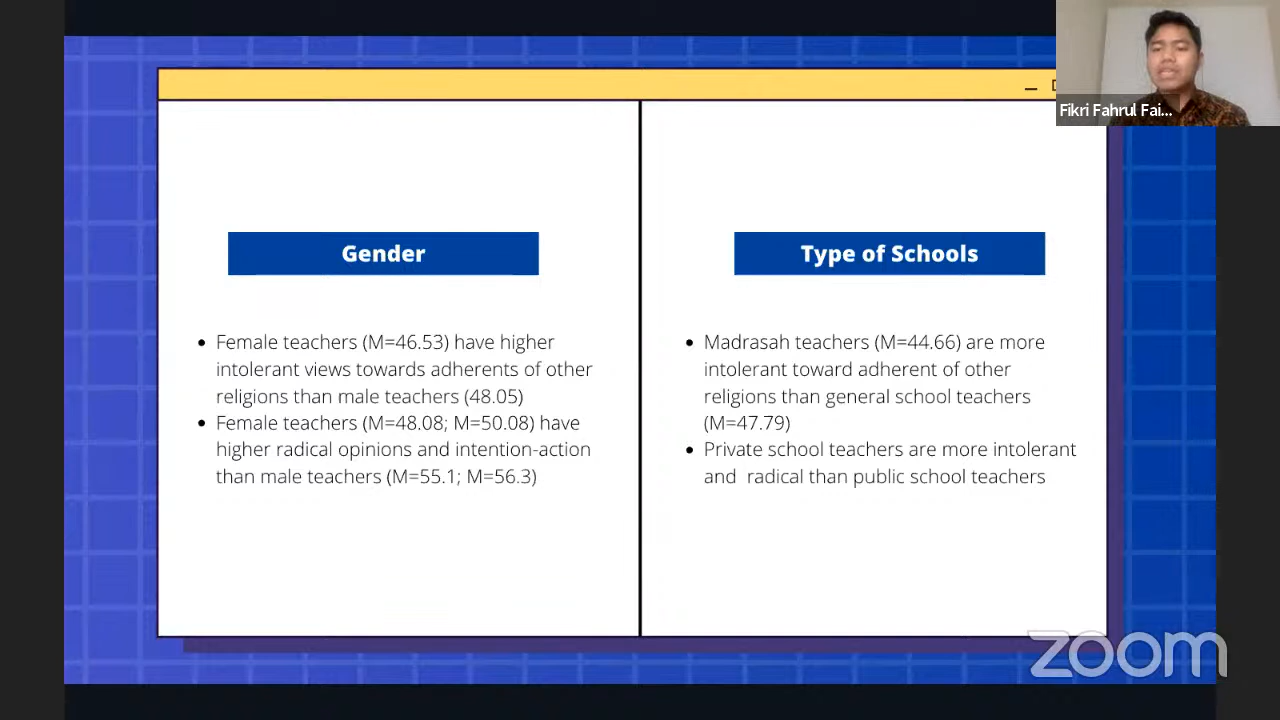 Fikri Fahrul Fai...
Gender
Female teachers (M=46.53) have higher
intolerant views towards adherents of other
religions than male teachers (48.05)
Female teachers (M=48.08; M=50.08) have
higher radical opinions and intention-action
than male teachers (M=55.1; M=56.3)
Type of Schools
Madrasah teachers (M=44.66) are more
intolerant toward adherent of other
religions than general school teachers
(M=47.79)
Private school teachers are more intolerant
and radical than public school teachers
zoom